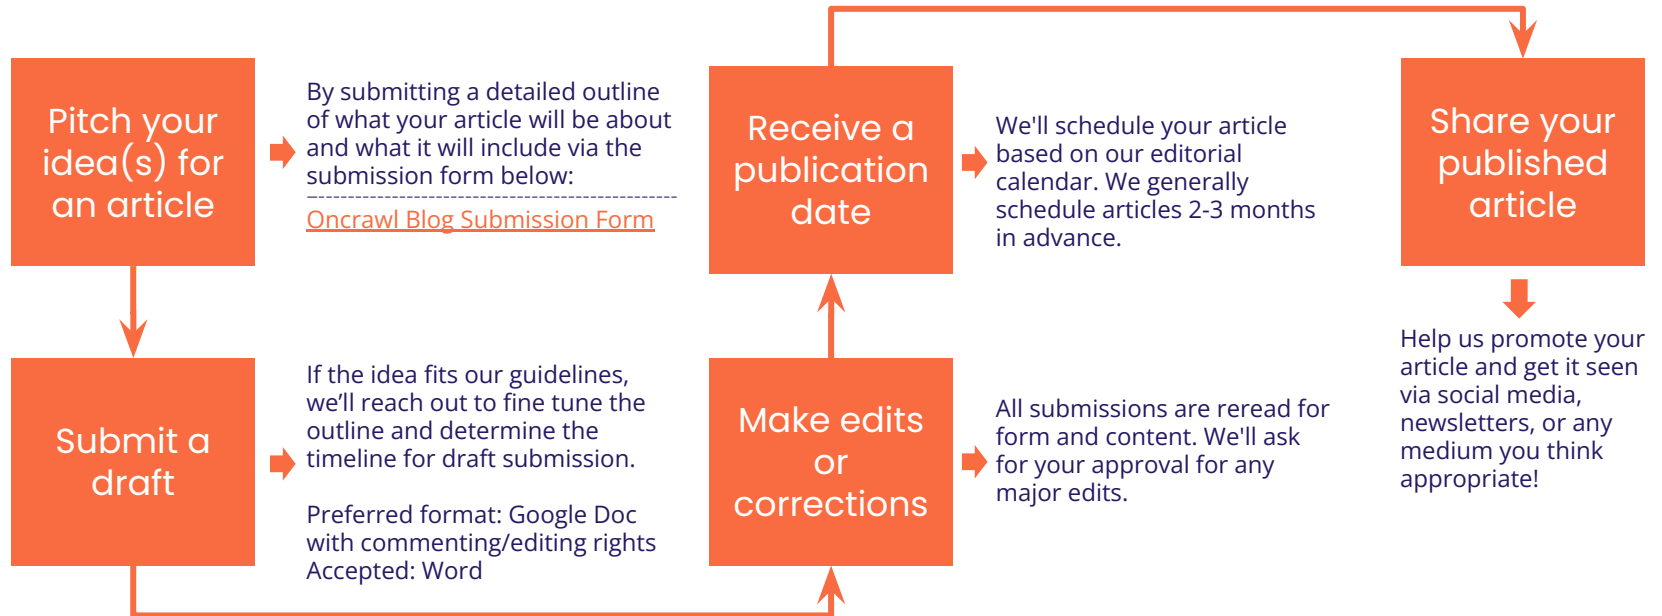 Pitch your
idea(s) for
an article
By submitting a detailed outline
of what your article will be about
and what it will include via the
submission form below:
Oncrawl Blog Submission Form
Submit a
draft
If the idea fits our guidelines,
we’ll reach out to fine tune the
outline and determine the
timeline for draft submission.
Preferred format: Google Doc
with commenting/editing rights
Accepted: Word
Make edits
or
corrections
All submissions are reread for
form and content. We'll ask
for your approval for any
major edits.
Receive a
publication
date
We'll schedule your article
based on our editorial
calendar. We generally
schedule articles 2-3 months
in advance.
Share your
published
article
Help us promote your
article and get it seen
via social media,
newsletters, or any
medium you think
appropriate!